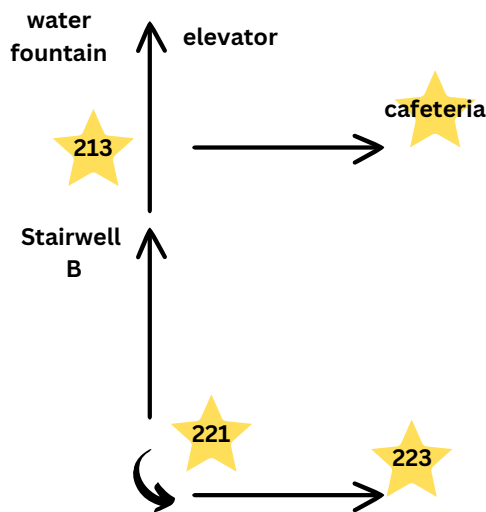 water
fountain
elevator
cafeteria
213
Stairwell
B
221
223